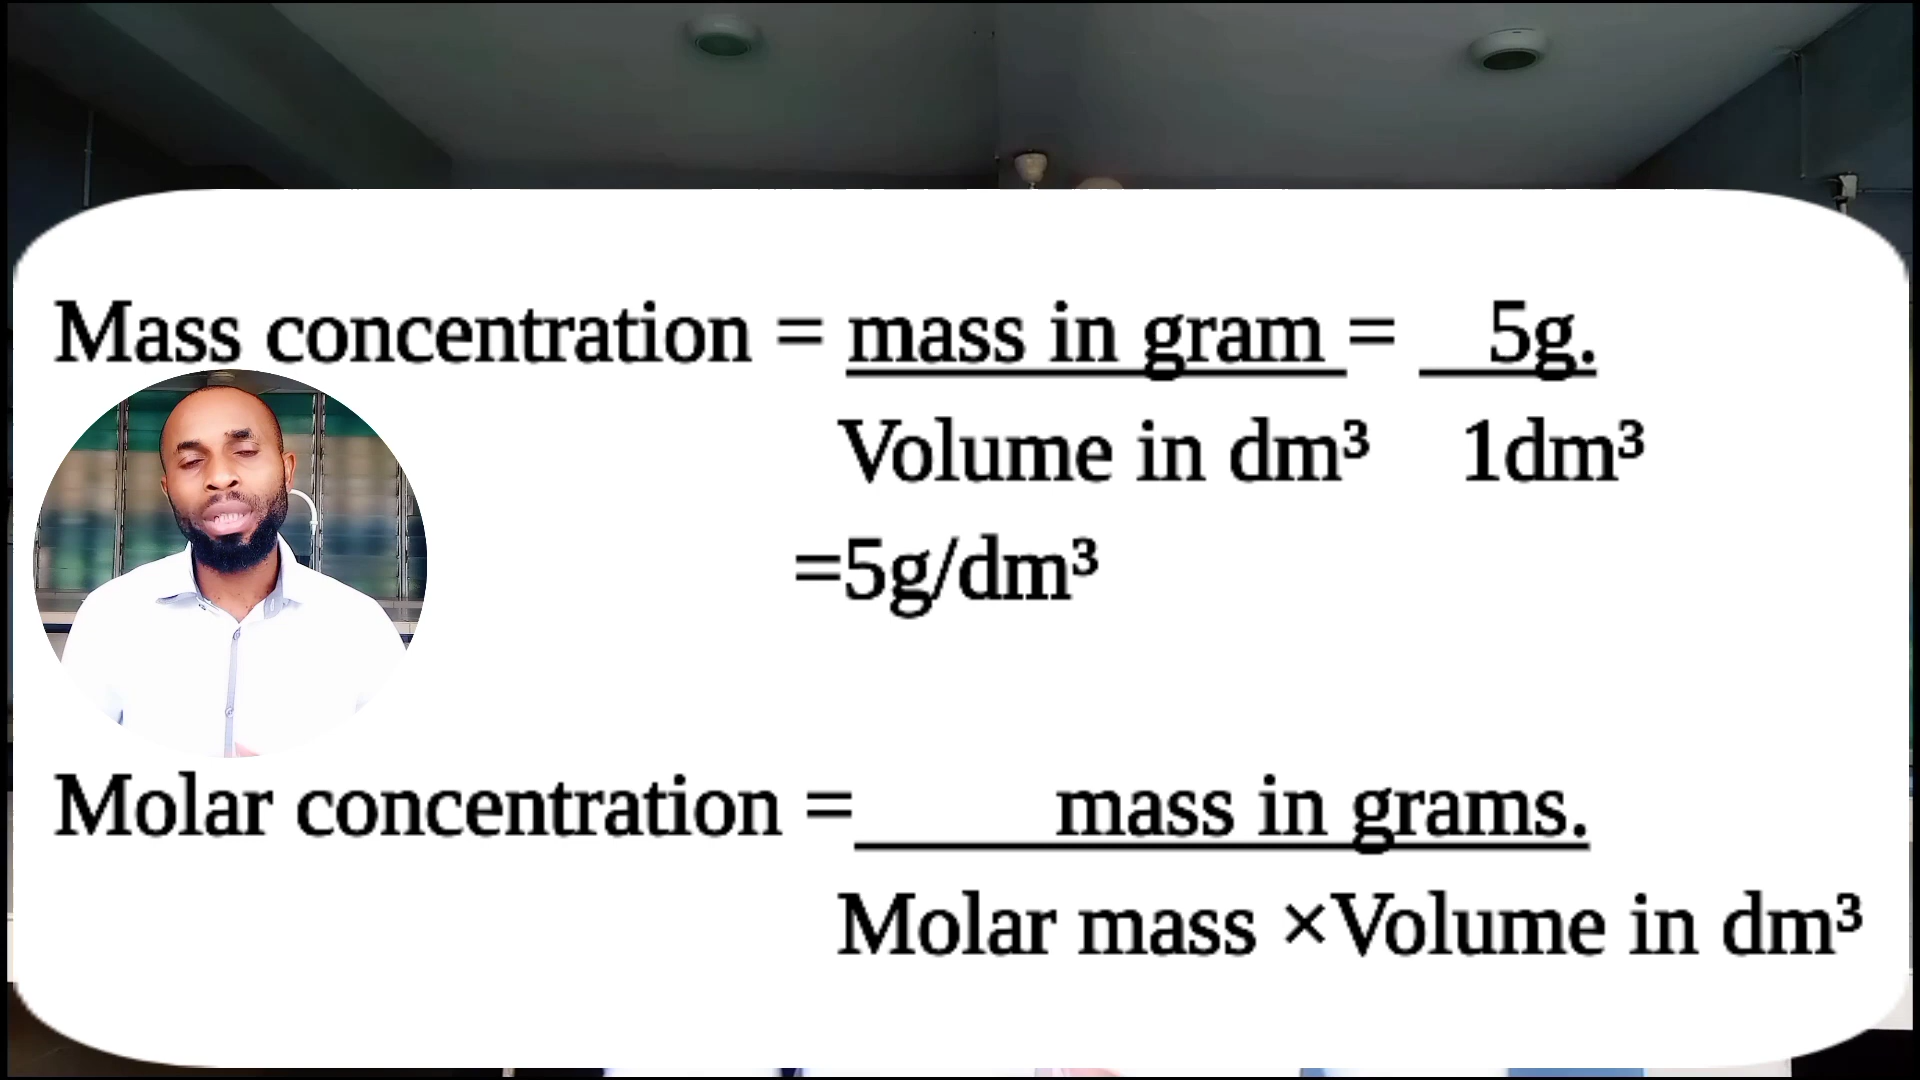 Mass concentration = mass in gram = 5g.
Volume in dm³ 1dm³
=5g/dm³
Molar concentration = mass in grams.
Molar mass ×Volume in dm³